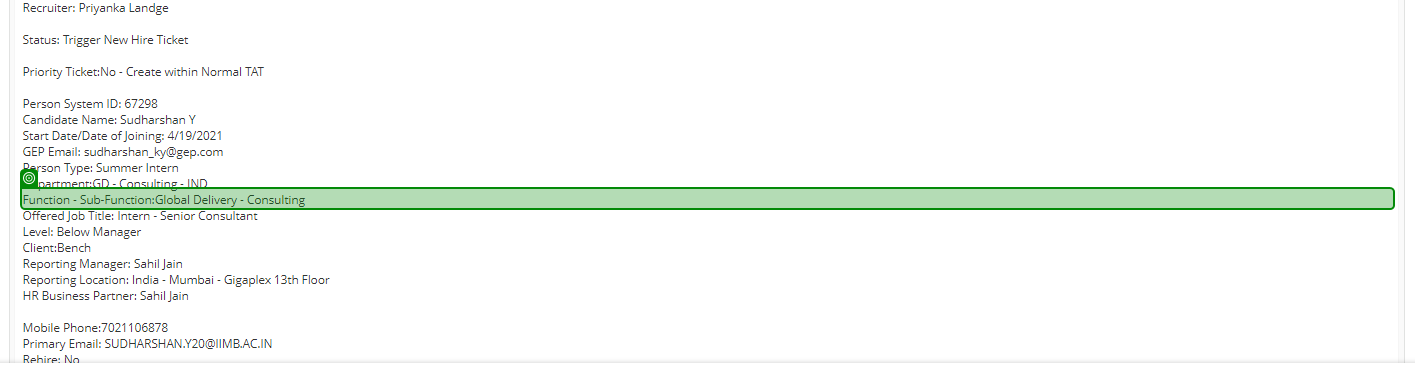 Recruiter: Priyanka Landge
Status: Trigger New Hire Ticket
Priority Ticket:No - Create within Normal TAT
Person System ID: 67298
Candidate Name: Sudharshan Y
Start Date/Date of Joining: 4/19/2021
GEP Email: sudharshan_ky@gep.com
Person Type: Summer Intern
partment:GD - Consulting - IND
Function - Sub-Function:Global Delivery - Consulting
Offered Job Title: Intern - Senior Consultant
Level: Below Manager
Client:Bench
Reporting Manager: Sahil Jain
Reporting Location: India - Mumbai - Gigaplex 13th Floor
HR Business Partner: Sahil Jain
Mobile Phone:7021106878
Primary Email: SUDHARSHAN.Y20@IIMB.AC.IN
Rehire: No